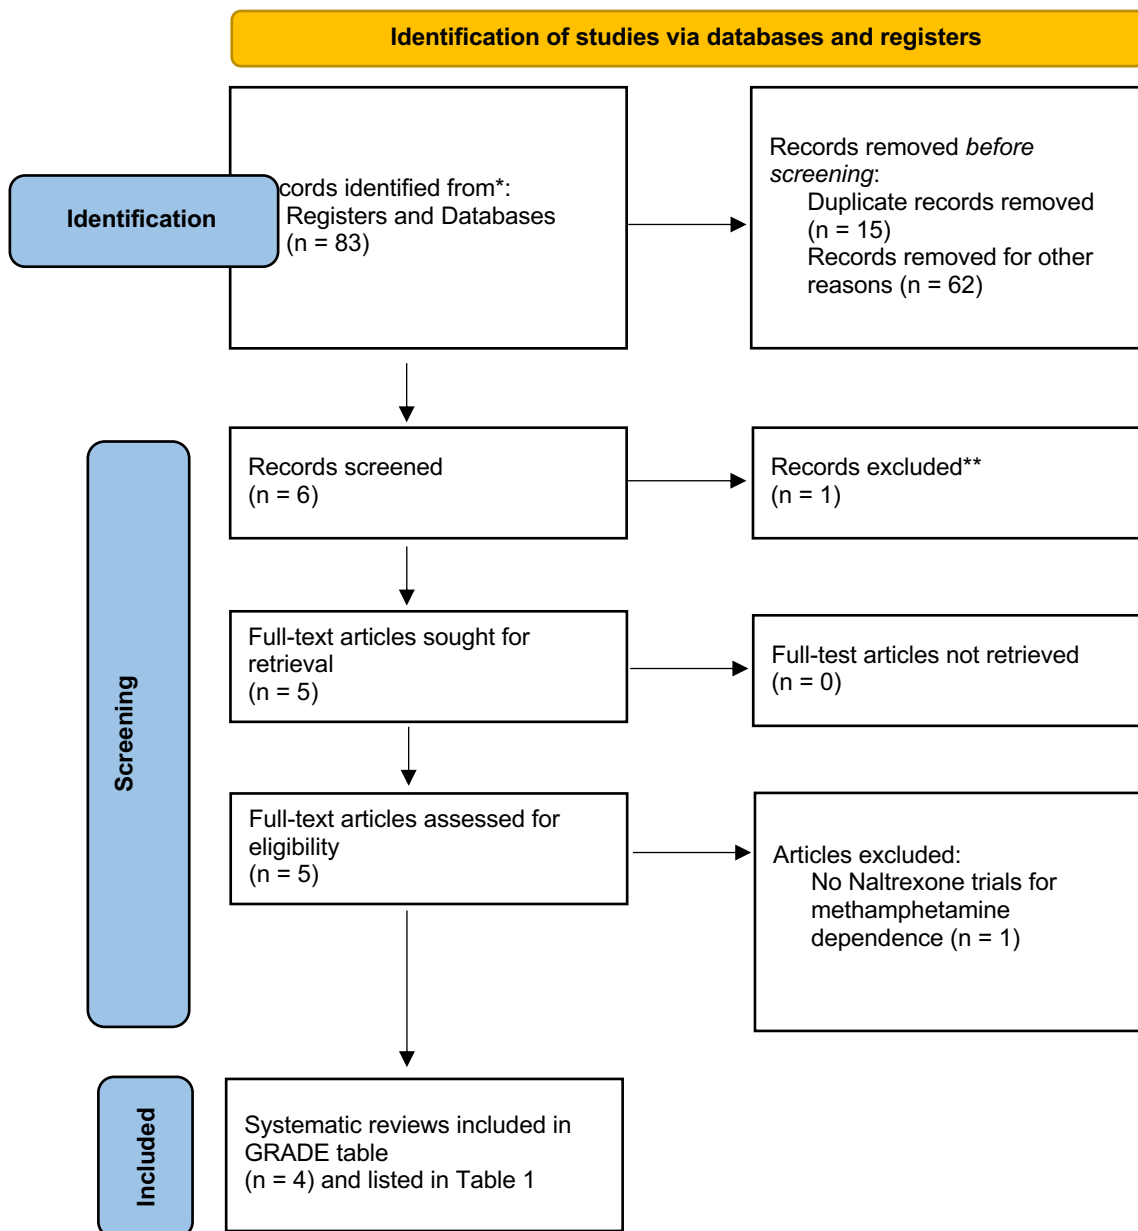 Identification of studies via databases and registers
Identification
cords identified from*:
Registers and Databases
(n = 83)
Records removed before
screening:
Duplicate records removed
(n = 15)
Records removed for other
reasons (n = 62)
Screening
Records screened
(n = 6)
Records excluded**
(n = 1)
Full-text articles sought for
retrieval
(n = 5)
Full-test articles not retrieved
(n = 0)
Full-text articles assessed for
eligibility
(n = 5)
Articles excluded:
No Naltrexone trials for
methamphetamine
dependence (n = 1)
Included
Systematic reviews included in
GRADE table
(n = 4) and listed in Table 1